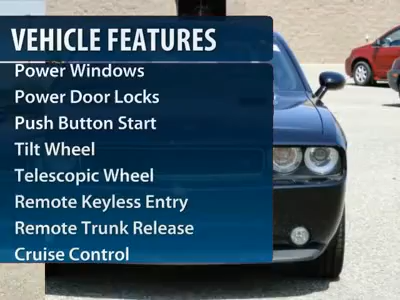 VEHICLE FEATURES
Power Windows
Power Door Locks
Push Button Start
Tilt Wheel
Telescopic Wheel
Remote Keyless Entry
Remote Trunk Release
Cruise Control